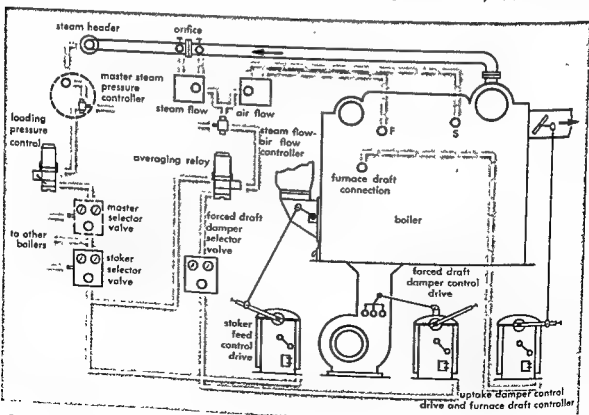 steam header
orifice
master steam
pressure
controller
steam flow
air flow
loading
pressure
control
steam flow-
air flow
controller
averaging relay
F
S
furnace draft
connection
master
selector
valve
forced draft
damper
selector
valve
boiler
to other
boilers
stoker
selector
valve
forced draft
damper control
drive
stoker
feed
control
drive
uptake damper control
drive and furnace draft controller